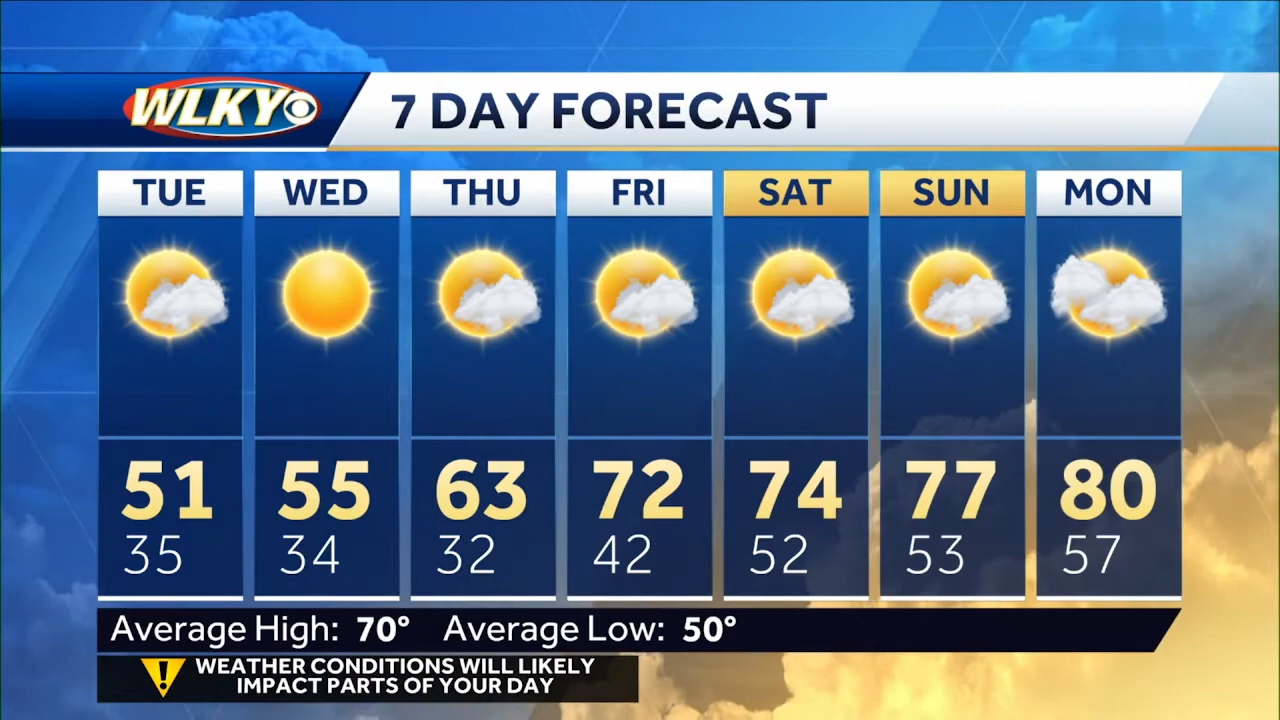 WLKY
7 DAY FORECAST
TUE WED THU FRI SAT SUN MON
51 55 63 72 74 77 80
35 34 32 42 52 53 57
Average High: 70° Average Low: 50°
! WEATHER CONDITIONS WILL LIKELY
IMPACT PARTS OF YOUR DAY